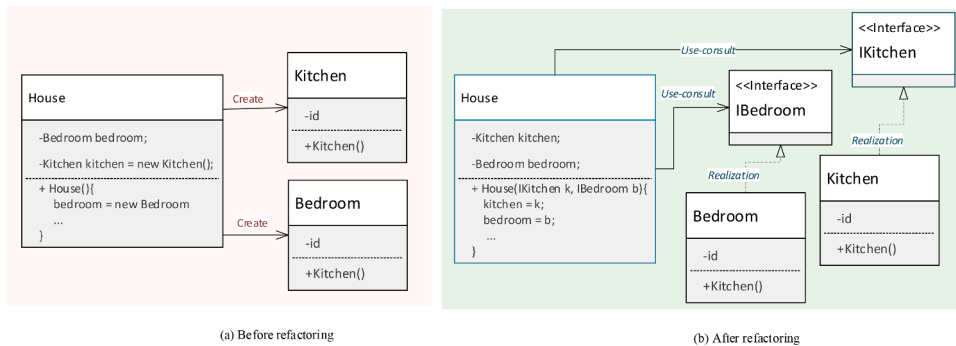 House
-Bedroom bedroom;
-Kitchen kitchen = new Kitchen();
+ House(){
bedroom = new Bedroom
...
}
Create
Create
Kitchen
-id
+Kitchen()
Bedroom
-id
+Kitchen()
(a) Before refactoring
House
-Kitchen kitchen;
-Bedroom bedroom;
+ House(IKitchen k, IBedroom b){
kitchen = k;
bedroom = b;
...
}
Use-consult
Use-consult
<<Interface>>
IKitchen
<<Interface>>
IBedroom
Realization
Realization
Bedroom
-id
+Kitchen()
Kitchen
-id
+Kitchen()
(b) After refactoring